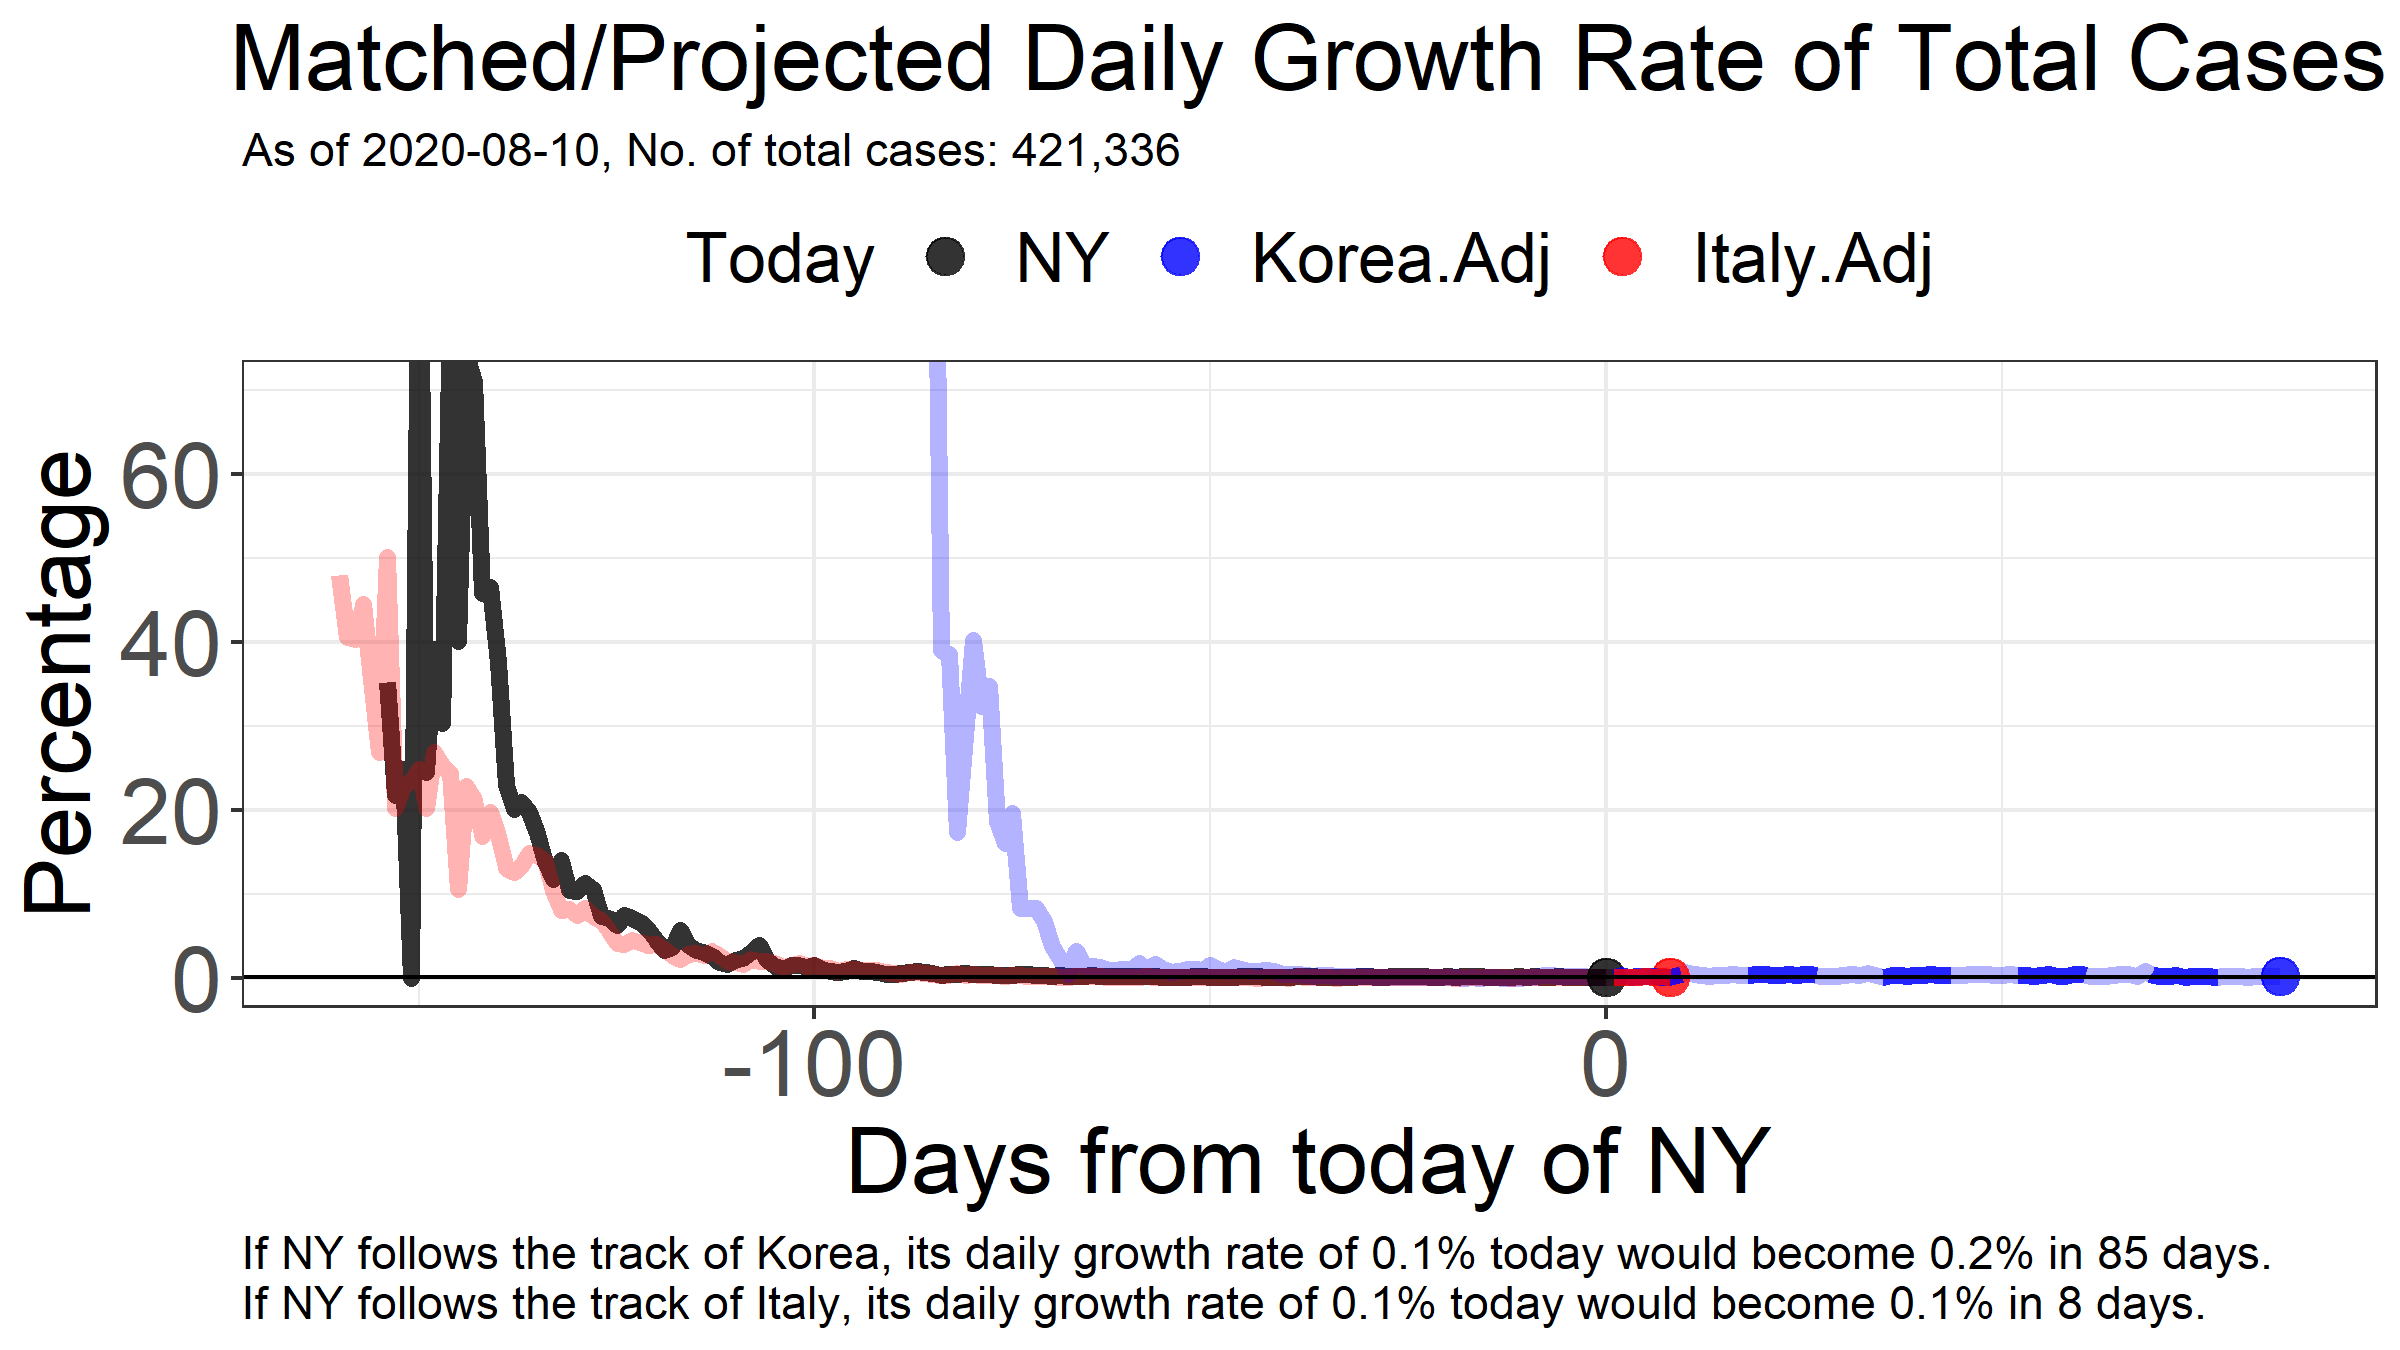 Matched/Projected Daily Growth Rate of Total Cases
As of 2020-08-10, No. of total cases: 421,336
Today NY Korea.Adj Italy.Adj
Percentage
60
40
20
0
-100 0
Days from today of NY
If NY follows the track of Korea, its daily growth rate of 0.1% today would become 0.2% in 85 days.
If NY follows the track of Italy, its daily growth rate of 0.1% today would become 0.1% in 8 days.